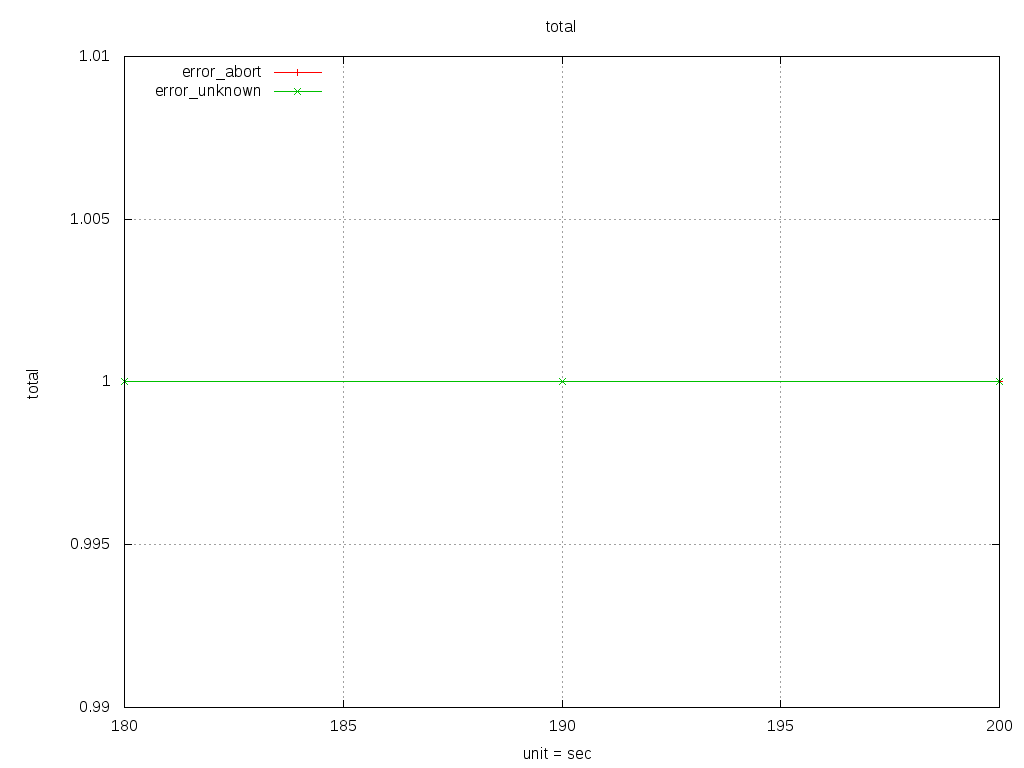 total
1.01
error_abort
error_unknown
1.005
total
1
0.995
0.99
180 185 190 195 200
unit = sec